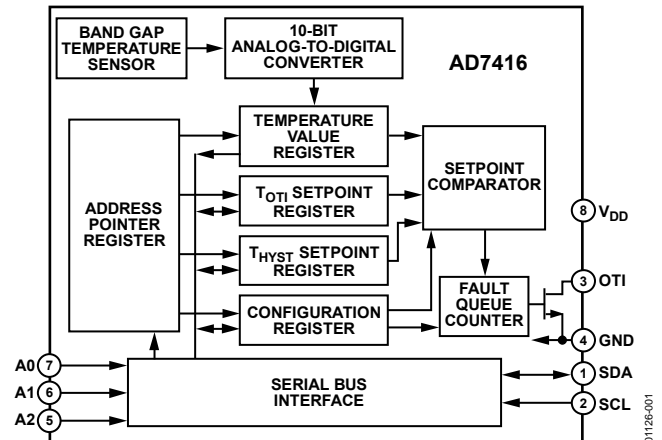 BAND GAP
TEMPERATURE
SENSOR
10-BIT
ANALOG-TO-DIGITAL
CONVERTER
AD7416
TEMPERATURE
VALUE
REGISTER
ADDRESS
POINTER
REGISTER
SETPOINT
COMPARATOR
TOTI SETPOINT
REGISTER
THYST SETPOINT
REGISTER
CONFIGURATION
REGISTER
FAULT
QUEUE
COUNTER
8 VDD
3 OTI
4 GND
1 SDA
2 SCL
A0 7
A1 6
A2 5
SERIAL BUS
INTERFACE
01126-001